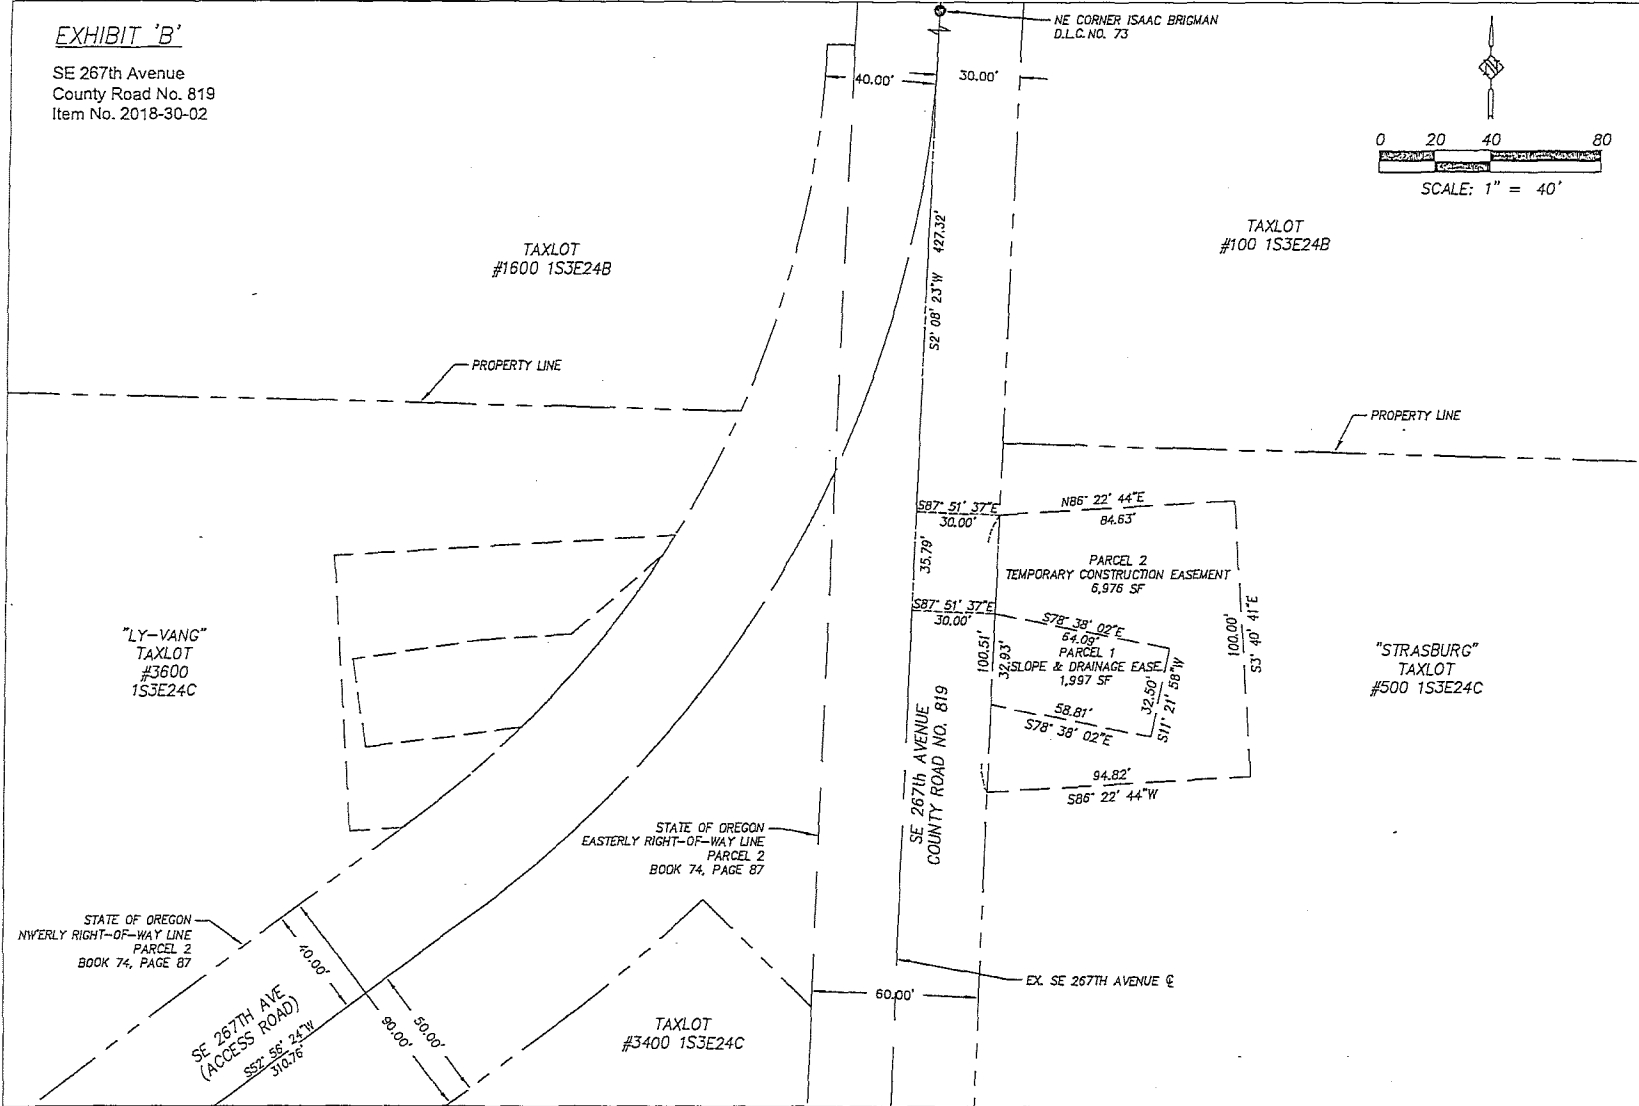 EXHIBIT 'B'
SE 267th Avenue
County Road No. 819
Item No. 2018-30-02
NE CORNER ISAAC BRIGMAN
D.L.C. NO. 73
40.00'
30.00'
N
0 20 40 80
SCALE: 1" = 40'
TAXLOT
#1600 1S3E24B
TAXLOT
#100 1S3E24B
S2° 08' 23"W 427.32'
PROPERTY LINE
PROPERTY LINE
S87° 51' 37"E
30.00'
N86° 22' 44"E
84.63'
35.79'
PARCEL 2
TEMPORARY CONSTRUCTION EASEMENT
6,976 SF
S87° 51' 37"E
30.00'
S78° 38' 02"E
64.09'
PARCEL 1
SLOPE & DRAINAGE EASE.
1,997 SF
100.51'
32.93'
32.50'
S11° 21' 58"W
100.00'
S3° 40' 41"E
58.81'
S78° 38' 02"E
94.82'
S86° 22' 44"W
"LY-VANG"
TAXLOT
#3600
1S3E24C
"STRASBURG"
TAXLOT
#500 1S3E24C
SE 267th AVENUE
COUNTY ROAD NO. 819
STATE OF OREGON
EASTERLY RIGHT-OF-WAY LINE
PARCEL 2
BOOK 74, PAGE 87
STATE OF OREGON
NW'ERLY RIGHT-OF-WAY LINE
PARCEL 2
BOOK 74, PAGE 87
40.00'
90.00'
50.00'
SE 267TH AVE
(ACCESS ROAD)
S52° 56' 24"W
310.76'
TAXLOT
#3400 1S3E24C
60.00'
EX. SE 267TH AVENUE ℄